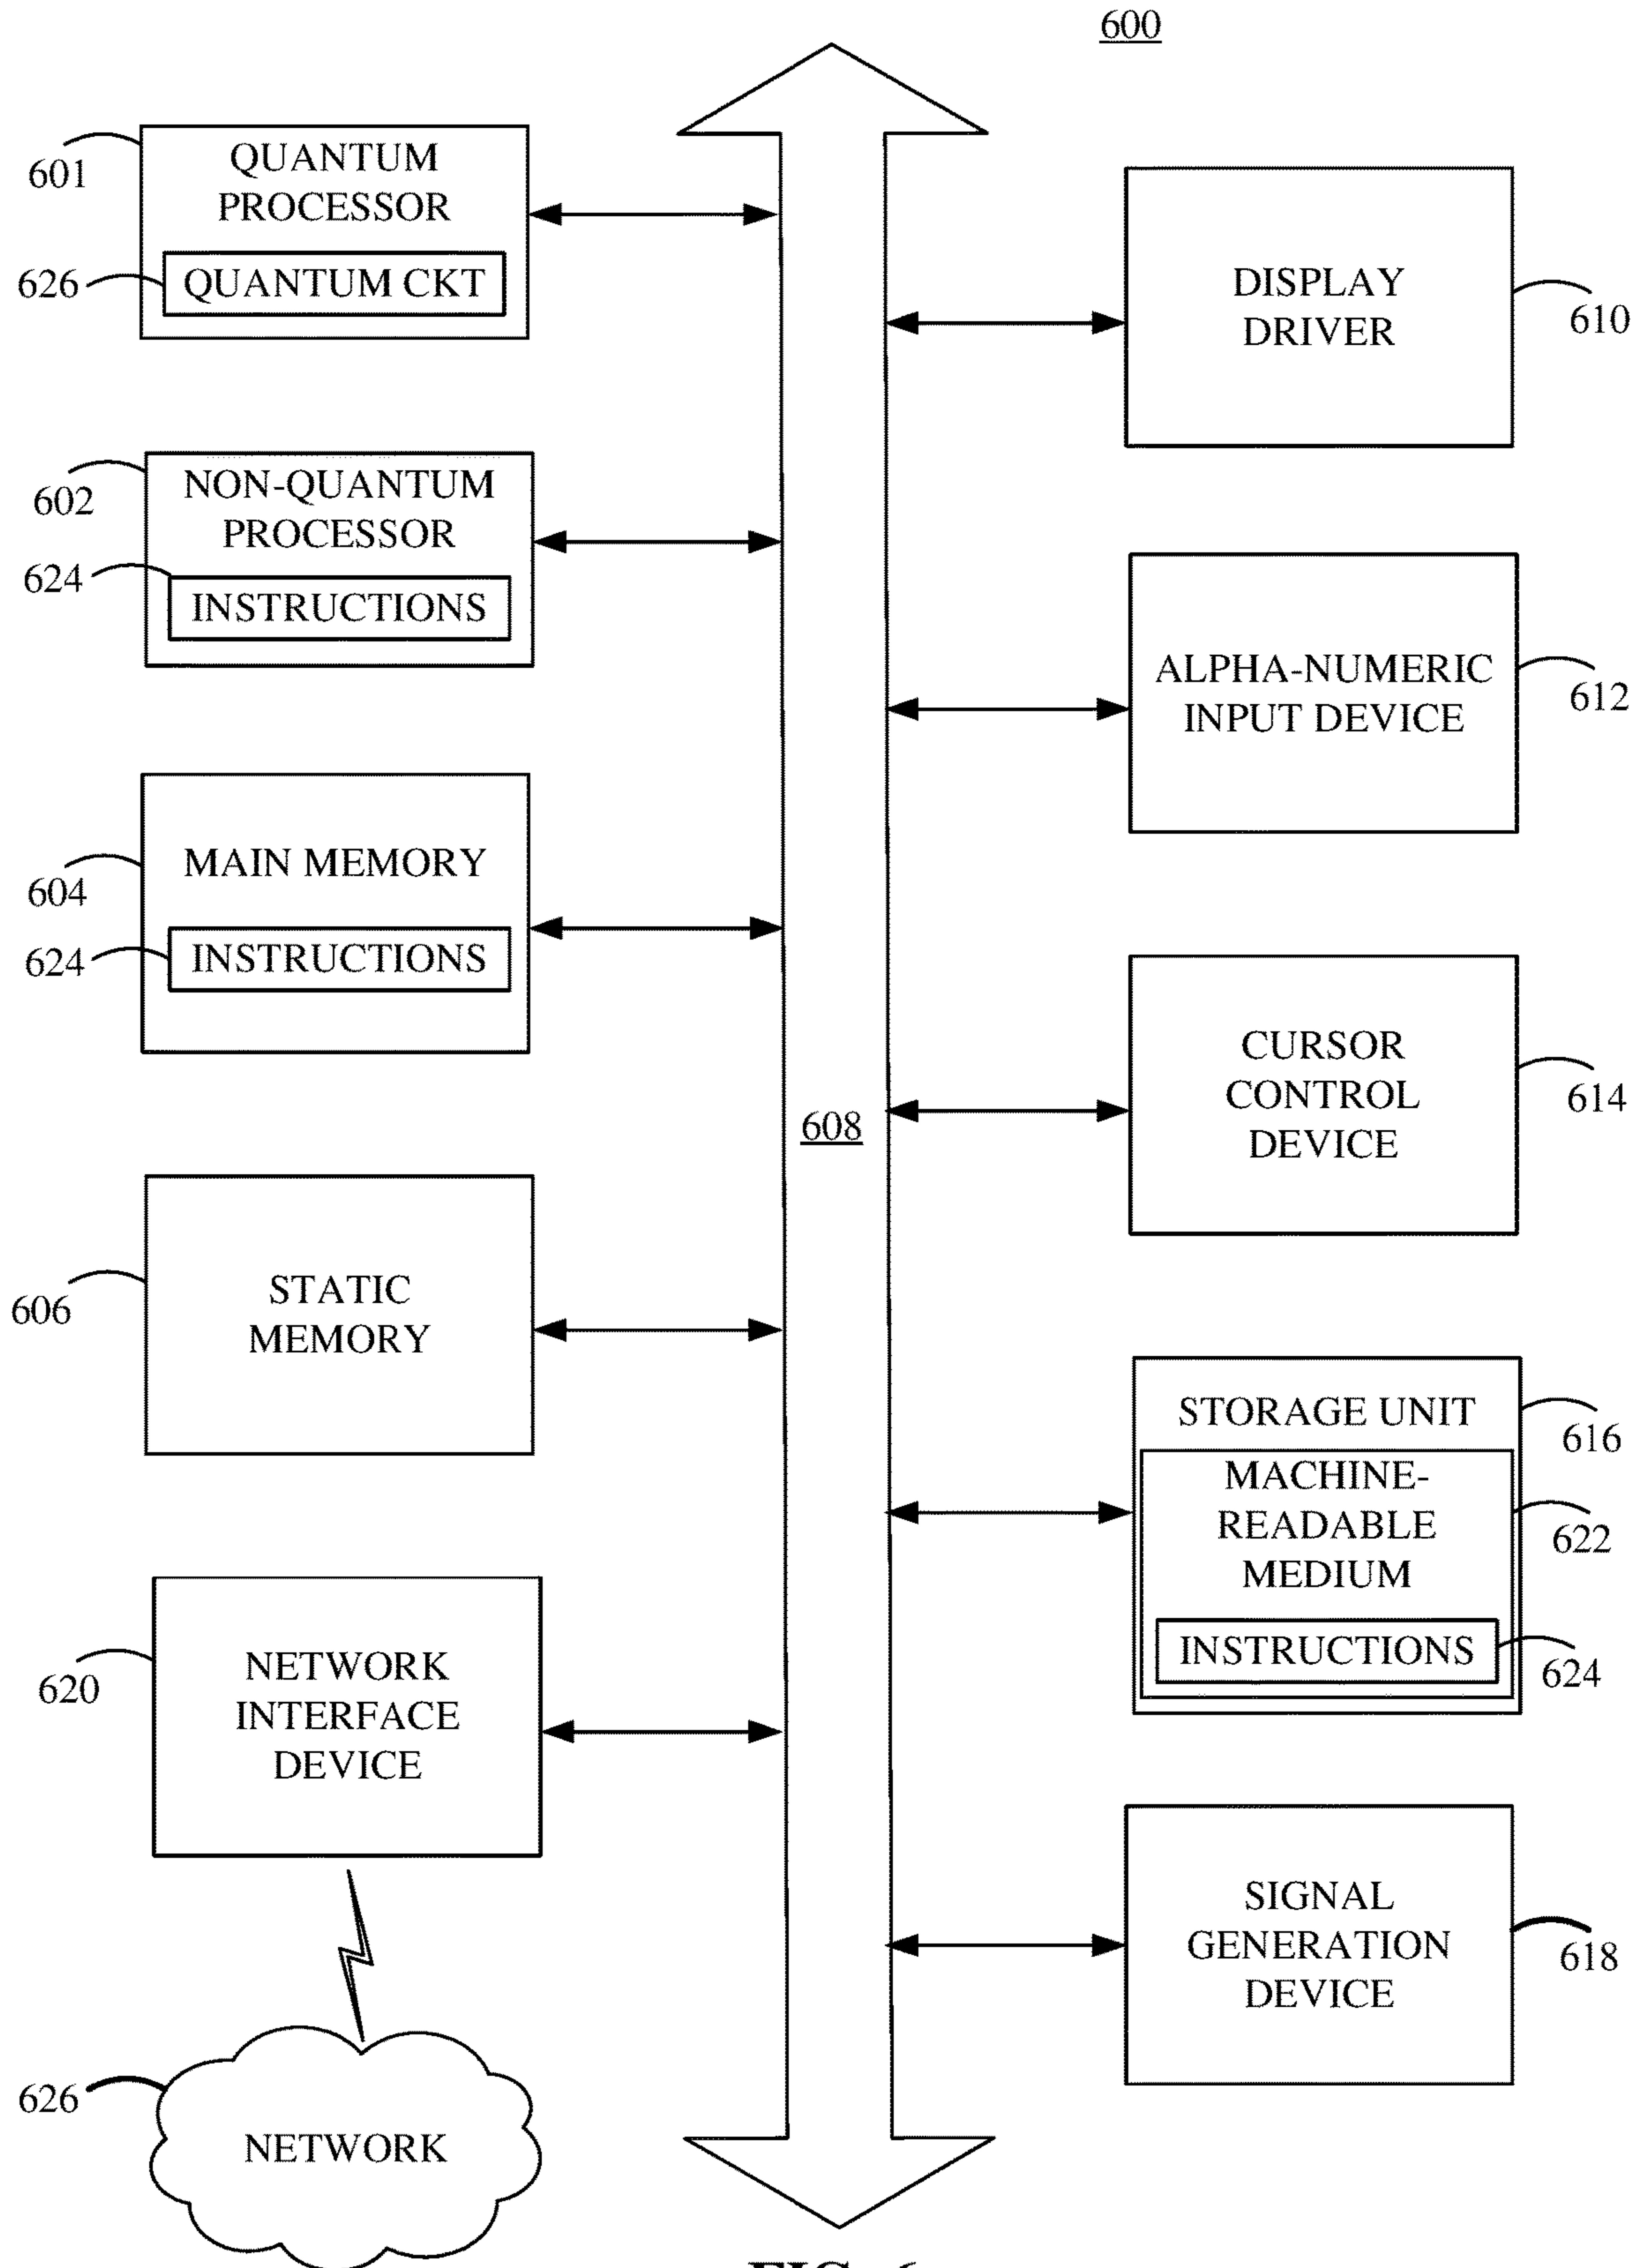 600
601
QUANTUM
PROCESSOR
626
QUANTUM CKT
602
NON-QUANTUM
PROCESSOR
624
INSTRUCTIONS
604
MAIN MEMORY
624
INSTRUCTIONS
606
STATIC
MEMORY
620
NETWORK
INTERFACE
DEVICE
626
NETWORK
608
DISPLAY
DRIVER
610
ALPHA-NUMERIC
INPUT DEVICE
612
CURSOR
CONTROL
DEVICE
614
STORAGE UNIT
616
MACHINE-
READABLE
MEDIUM
622
INSTRUCTIONS
624
SIGNAL
GENERATION
DEVICE
618